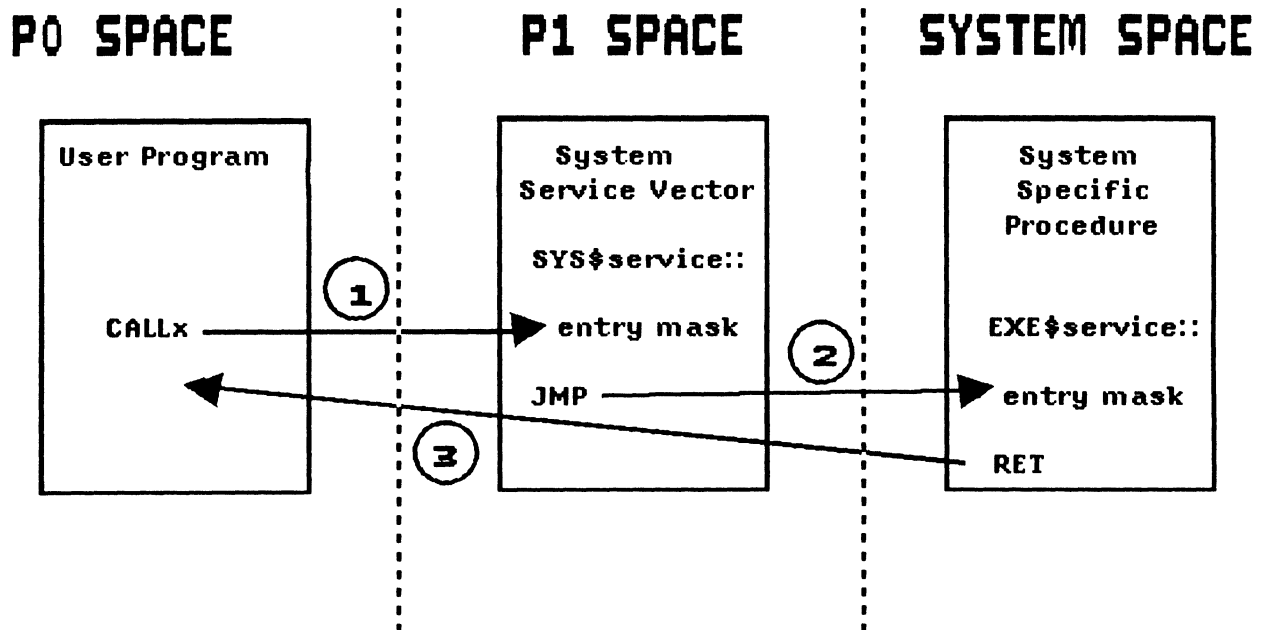 P0 SPACE
P1 SPACE
SYSTEM SPACE
User Program
CALLx
1
System
Service Vector
SYS$service::
entry mask
JMP
2
3
System
Specific
Procedure
EXE$service::
entry mask
RET